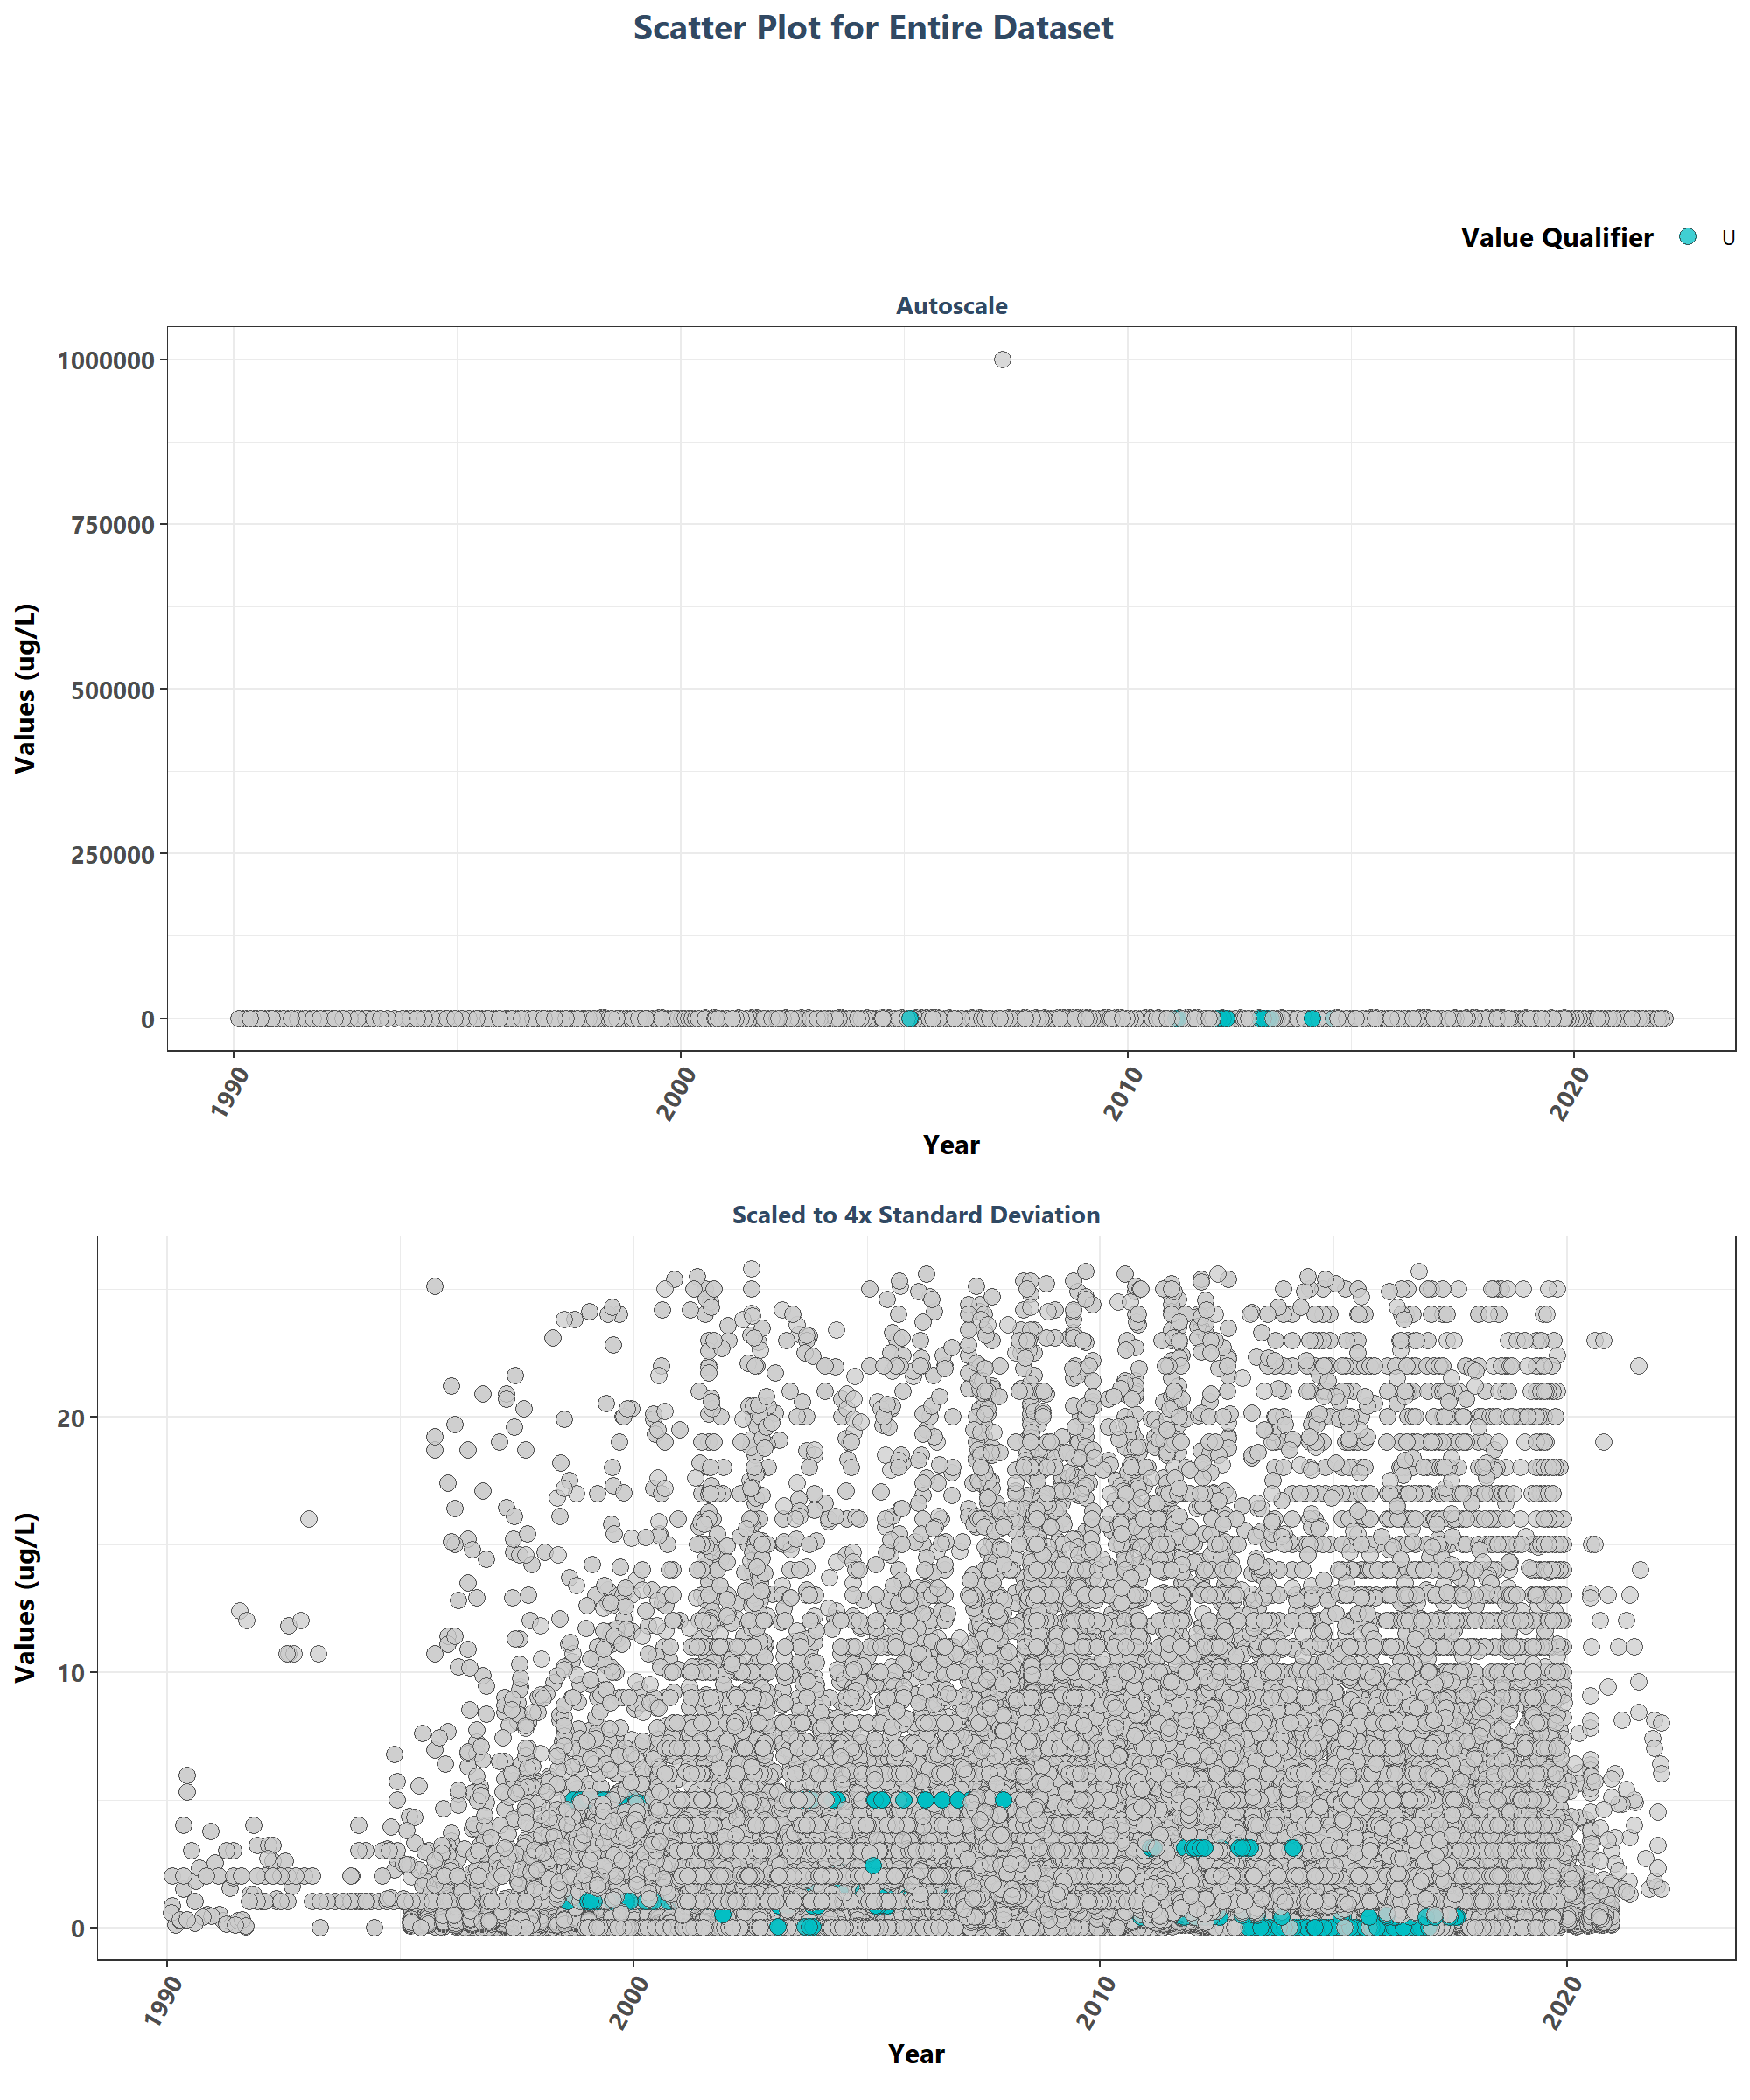 Scatter Plot for Entire Dataset
Value Qualifier U
Autoscale
1000000
750000
500000
250000
0
Values (ug/L)
1990 2000 2010 2020
Year
Scaled to 4x Standard Deviation
20
10
0
Values (ug/L)
1990 2000 2010 2020
Year